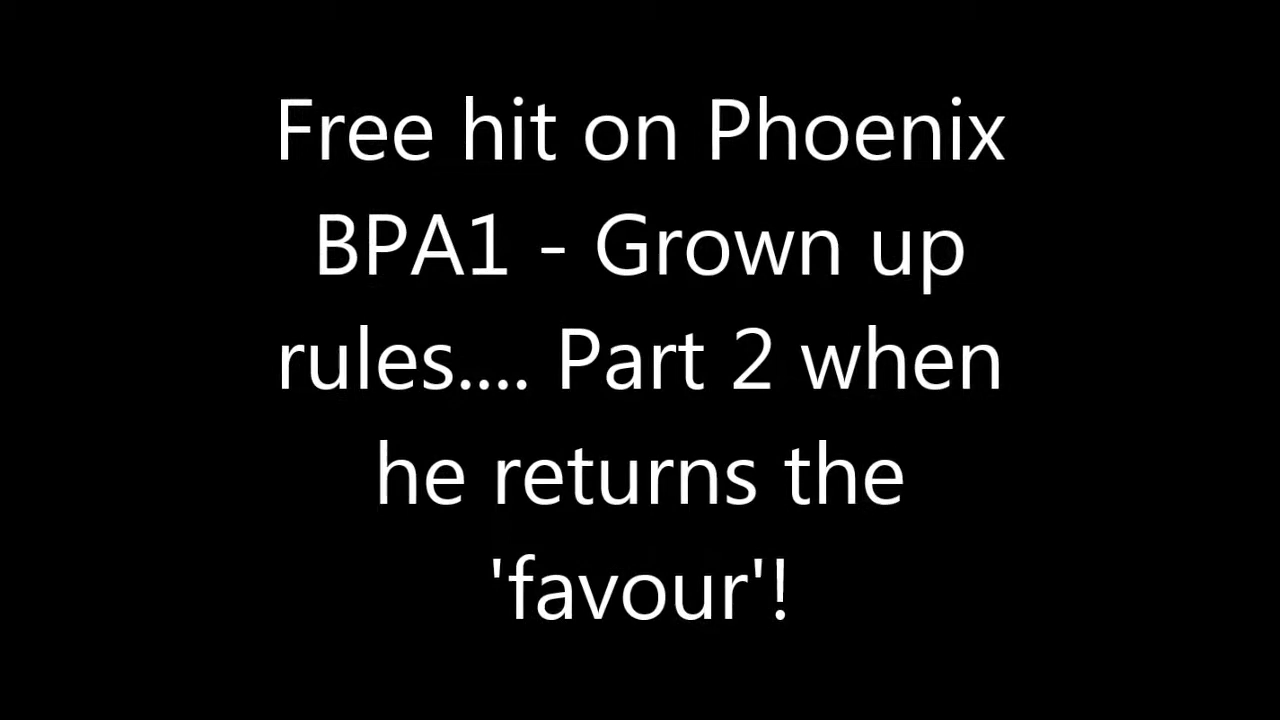 Free hit on Phoenix
BPA1 - Grown up
rules.... Part 2 when
he returns the
'favour'!